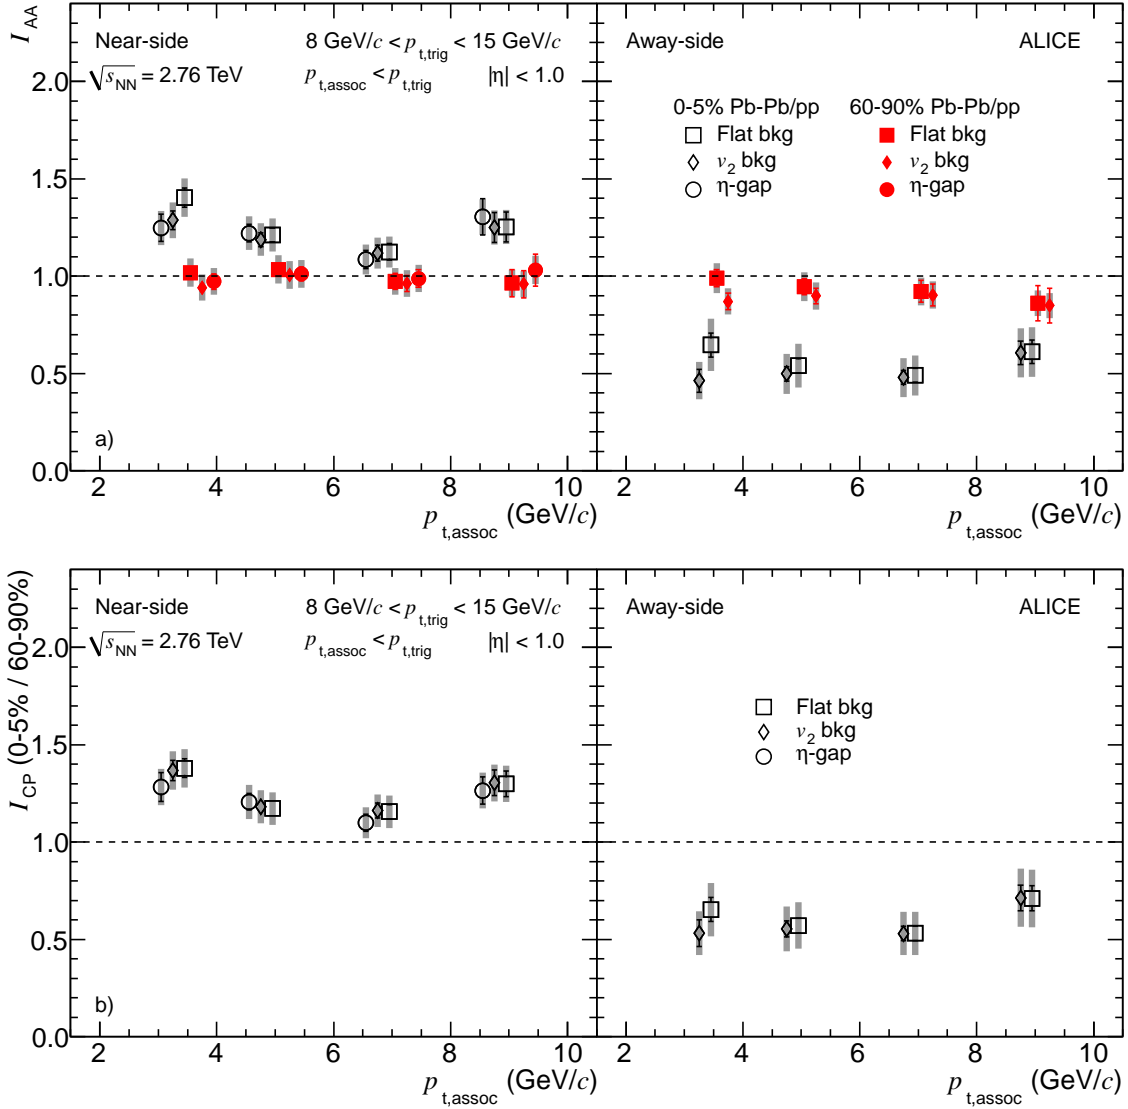 I_AA
Near-side
8 GeV/c < p_t,trig < 15 GeV/c
√s_NN = 2.76 TeV
p_t,assoc < p_t,trig
|η| < 1.0
2.0
1.5
1.0
0.5
0.0
a)
2 4 6 8 10
p_t,assoc (GeV/c)
Away-side
ALICE
0-5% Pb-Pb/pp
60-90% Pb-Pb/pp
Flat bkg
Flat bkg
v_2 bkg
v_2 bkg
η-gap
η-gap
2 4 6 8 10
p_t,assoc (GeV/c)
I_CP (0-5% / 60-90%)
Near-side
8 GeV/c < p_t,trig < 15 GeV/c
√s_NN = 2.76 TeV
p_t,assoc < p_t,trig
|η| < 1.0
2.0
1.5
1.0
0.5
0.0
b)
2 4 6 8 10
p_t,assoc (GeV/c)
Away-side
ALICE
Flat bkg
v_2 bkg
η-gap
2 4 6 8 10
p_t,assoc (GeV/c)